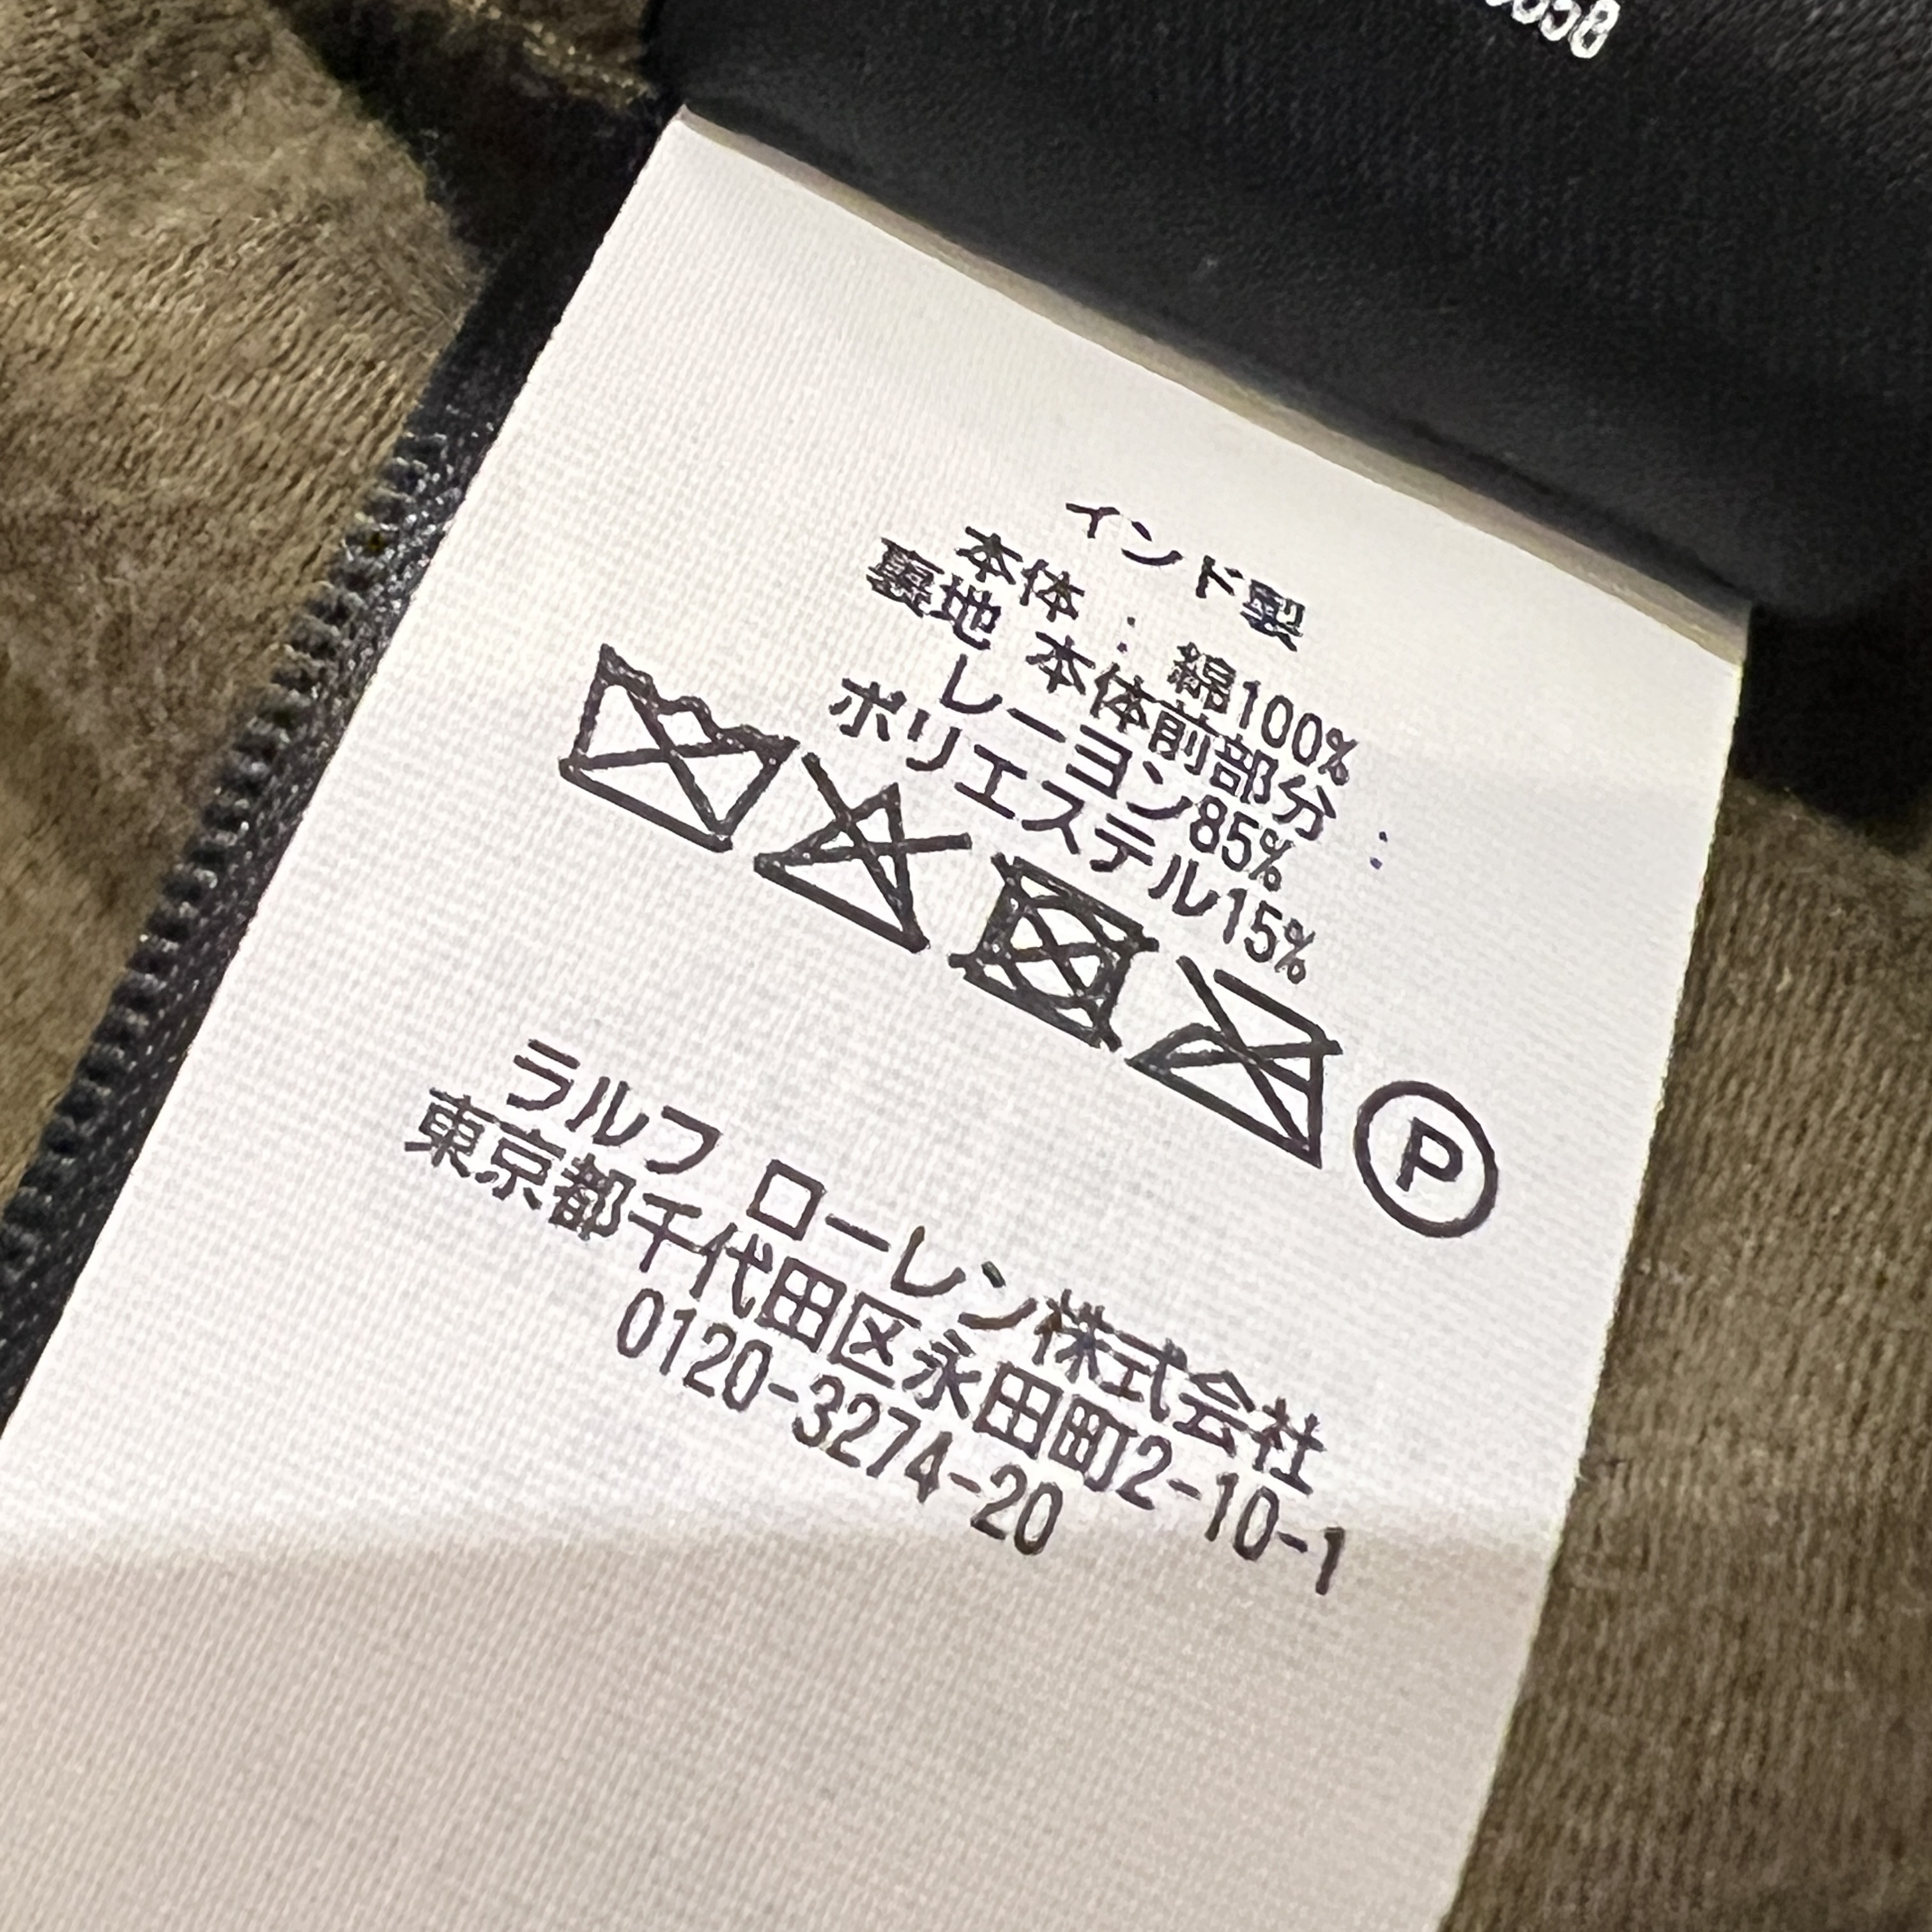 インド製
本体 : 綿100%
裏地 本体前部分 :
レーヨン85%
ポリエステル15%
P
ラルフ ローレン株式会社
東京都千代田区永田町2-10-1
0120-3274-20